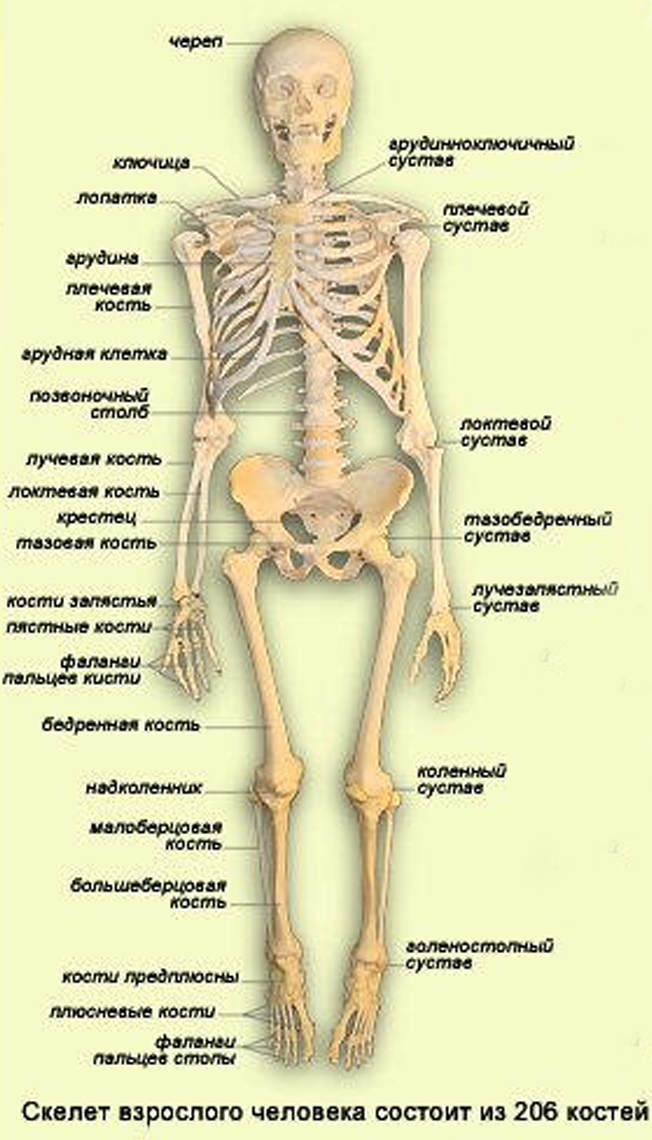 череп
грудинноключичный
сустав
ключица
лопатка
плечевой
сустав
грудина
плечевая
кость
грудная клетка
позвоночный
столб
локтевой
сустав
лучевая кость
локтевая кость
крестец
тазовая кость
тазобедренный
сустав
кости запястья
пястные кости
лучезапястный
сустав
фаланги
пальцев кисти
бедренная кость
надколенник
коленный
сустав
малоберцовая
кость
большеберцовая
кость
голеностопный
сустав
кости предплюсны
плюсневые кости
фаланги
пальцев стопы
Скелет взрослого человека состоит из 206 костей